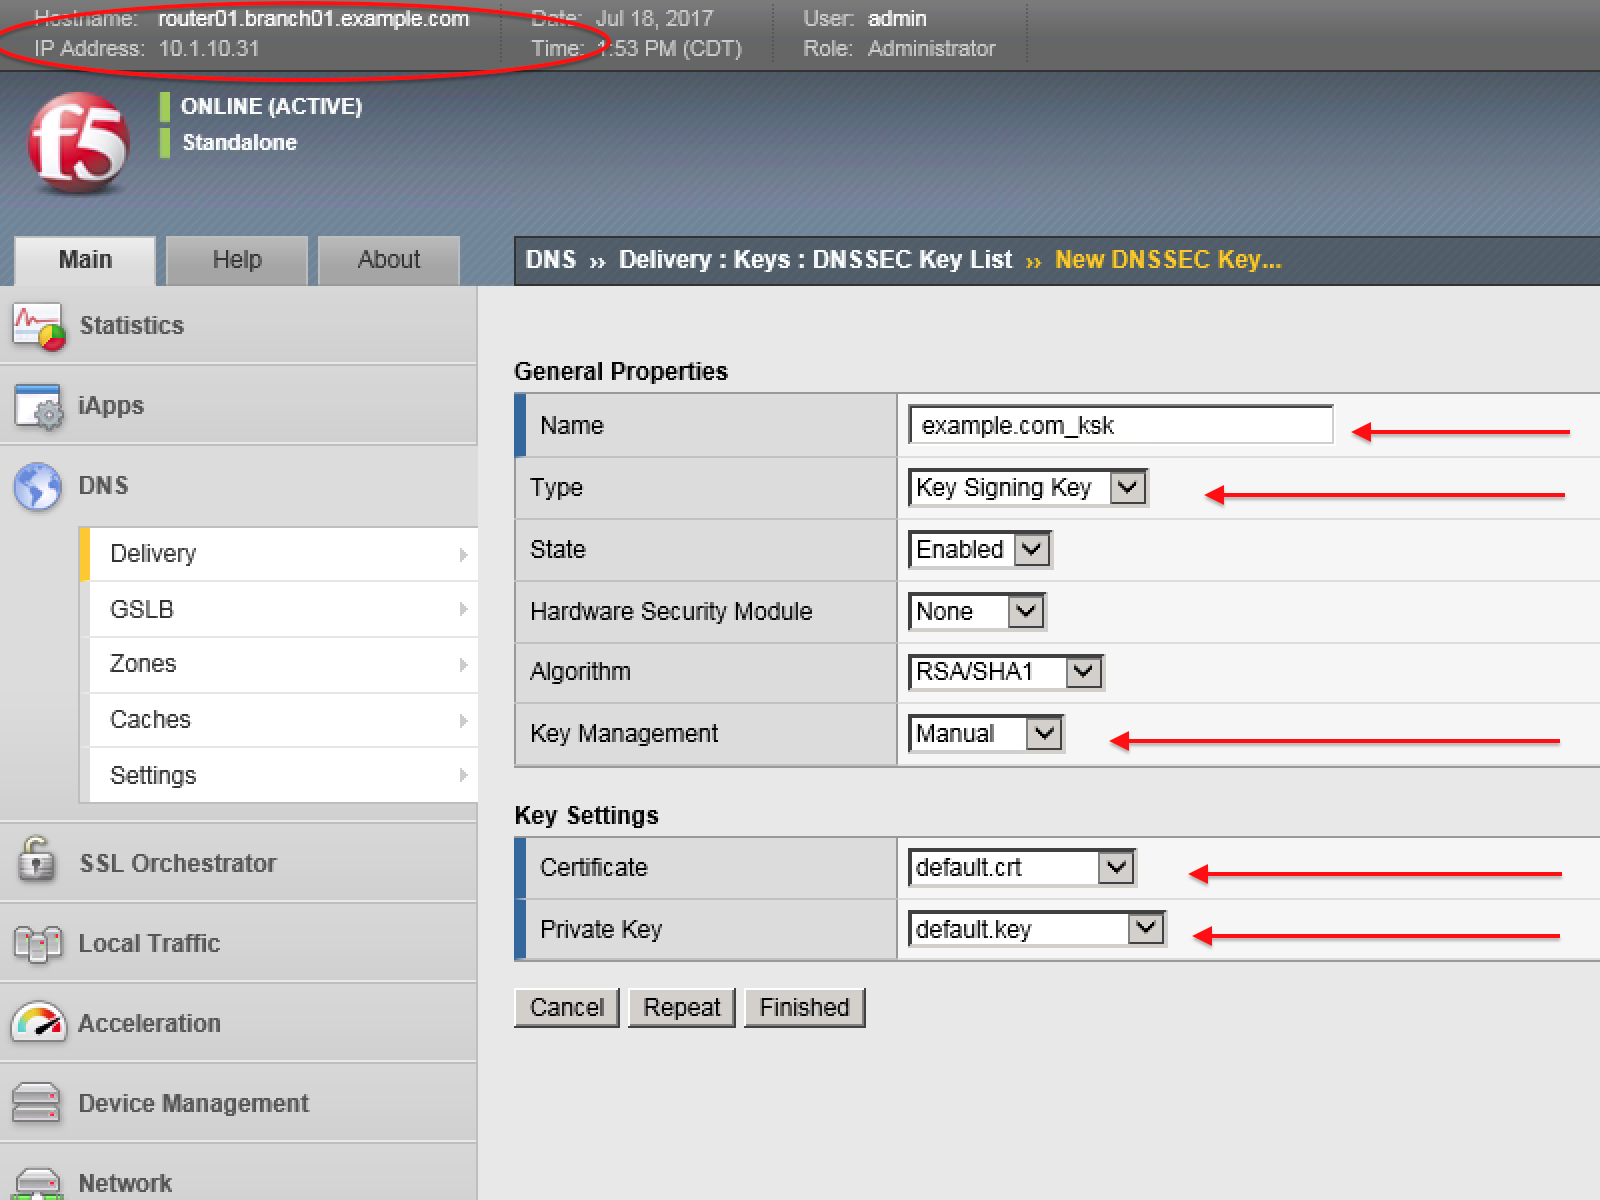 Hostname: router01.branch01.example.com Date: Jul 18, 2017 User: admin
IP Address: 10.1.10.31 Time: 1:53 PM (CDT) Role: Administrator
f5
ONLINE (ACTIVE)
Standalone
Main Help About
DNS ›› Delivery : Keys : DNSSEC Key List ›› New DNSSEC Key...
Statistics
iApps
DNS
Delivery
GSLB
Zones
Caches
Settings
SSL Orchestrator
Local Traffic
Acceleration
Device Management
Network
General Properties
Name example.com_ksk
Type Key Signing Key
State Enabled
Hardware Security Module None
Algorithm RSA/SHA1
Key Management Manual
Key Settings
Certificate default.crt
Private Key default.key
Cancel Repeat Finished